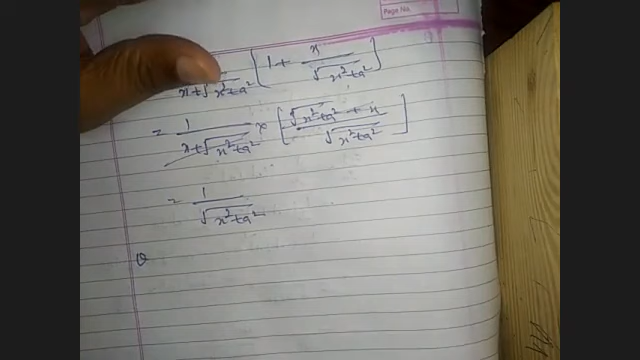 Page No.
x+√x²+a² [1+ x/√x²+a²]
= 1/x+√x²+a² × [√x²+a² + x/√x²+a²]
= 1/√x²+a²